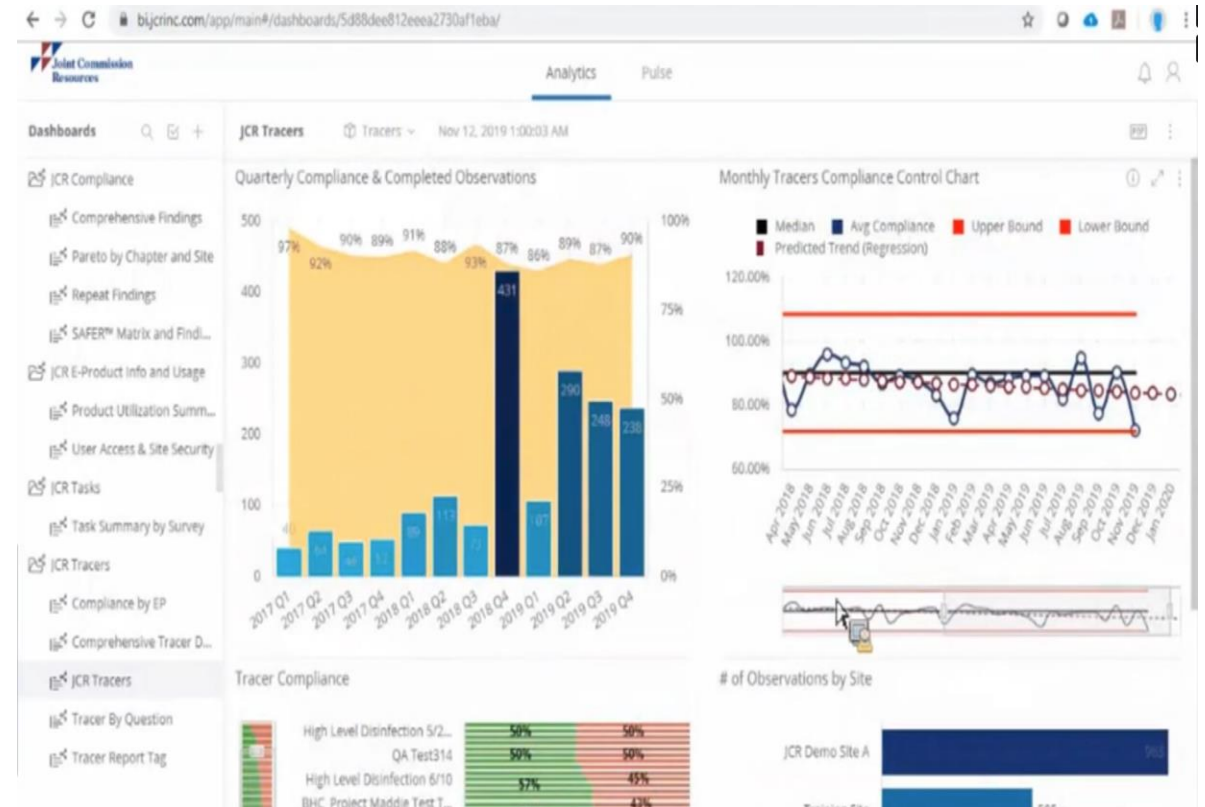 bi.jcrinc.com/app/main#/dashboards/5d88dee812eeea2730af1eba/
Joint Commission
Resources
Analytics
Pulse
Dashboards
JCR Tracers
Tracers
Nov 12, 2019 1:00:03 AM
JCR Compliance
Comprehensive Findings
Pareto by Chapter and Site
Repeat Findings
SAFER™ Matrix and Findi...
JCR E-Product Info and Usage
Product Utilization Summ...
User Access & Site Security
JCR Tasks
Task Summary by Survey
JCR Tracers
Compliance by EP
Comprehensive Tracer D...
JCR Tracers
Tracer By Question
Tracer Report Tag
Quarterly Compliance & Completed Observations
500
400
300
200
100
0
100%
75%
50%
25%
0%
97%
92%
90%
89%
91%
88%
93%
87%
86%
89%
87%
90%
40
64
89
113
431
107
290
248
238
2017 Q1
2017 Q2
2017 Q3
2017 Q4
2018 Q1
2018 Q2
2018 Q3
2018 Q4
2019 Q1
2019 Q2
2019 Q3
2019 Q4
Monthly Tracers Compliance Control Chart
Median
Avg Compliance
Upper Bound
Lower Bound
Predicted Trend (Regression)
120.00%
100.00%
80.00%
60.00%
Apr 2018
May 2018
Jun 2018
Jul 2018
Aug 2018
Sep 2018
Oct 2018
Nov 2018
Dec 2018
Jan 2019
Feb 2019
Mar 2019
Apr 2019
May 2019
Jun 2019
Jul 2019
Aug 2019
Sep 2019
Oct 2019
Nov 2019
Dec 2019
Jan 2020
Tracer Compliance
High Level Disinfection 5/2...
50%
50%
QA Test314
50%
50%
High Level Disinfection 6/10
57%
45%
BHC Project Maddie Test T...
43%
# of Observations by Site
JCR Demo Site A
Training Site